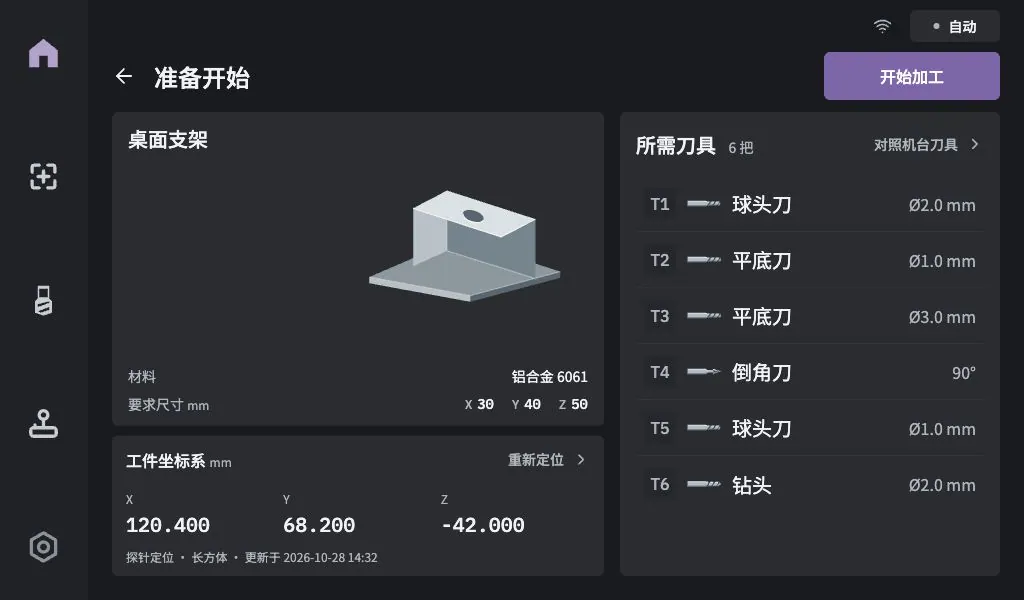 自动
准备开始
开始加工
桌面支架
材料 铝合金 6061
要求尺寸 mm X 30 Y 40 Z 50
工件坐标系 mm 重新定位
X Y Z
120.400 68.200 -42.000
探针定位 · 长方体 · 更新于 2026-10-28 14:32
所需刀具 6 把 对照机台刀具
T1 球头刀 Ø2.0 mm
T2 平底刀 Ø1.0 mm
T3 平底刀 Ø3.0 mm
T4 倒角刀 90°
T5 球头刀 Ø1.0 mm
T6 钻头 Ø2.0 mm